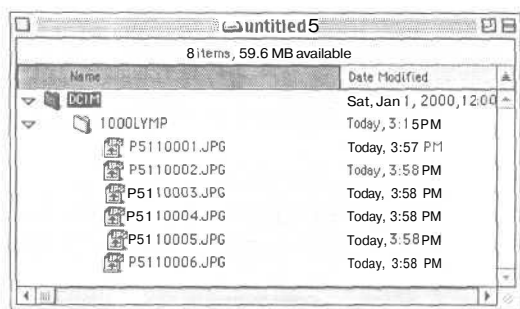 untitled 5
8 items, 59.6 MB available
Name Date Modified
DCIM Sat, Jan 1, 2000, 12:00
100OLYMP Today, 3:15 PM
P5110001.JPG Today, 3:57 PM
P5110002.JPG Today, 3:58 PM
P5110003.JPG Today, 3:58 PM
P5110004.JPG Today, 3:58 PM
P5110005.JPG Today, 3:58 PM
P5110006.JPG Today, 3:58 PM